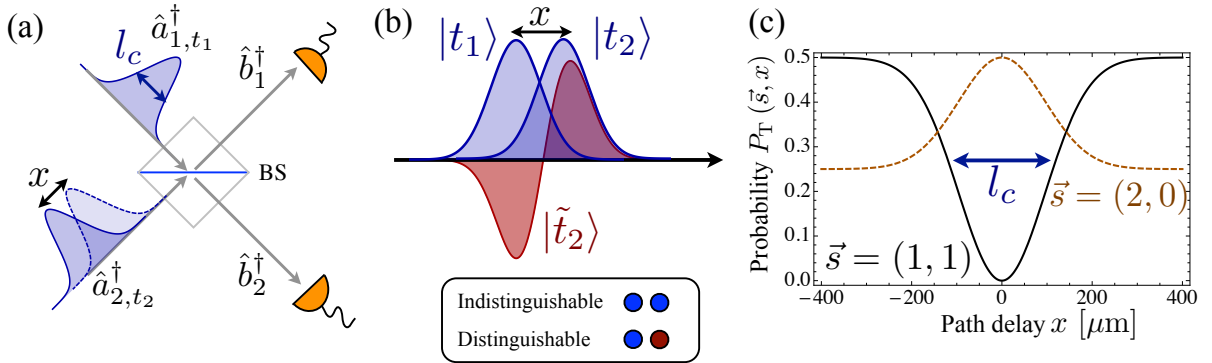 (a)
l_c
â†_{1,t_1}
b̂†_1
x
BS
â†_{2,t_2}
b̂†_2
(b)
x
|t_1⟩
|t_2⟩
|t̃_2⟩
Indistinguishable
Distinguishable
(c)
Probability P_T (s⃗, x)
0.5
0.4
0.3
0.2
0.1
0.0
l_c
s⃗ = (2, 0)
s⃗ = (1, 1)
-400 -200 0 200 400
Path delay x [μm]